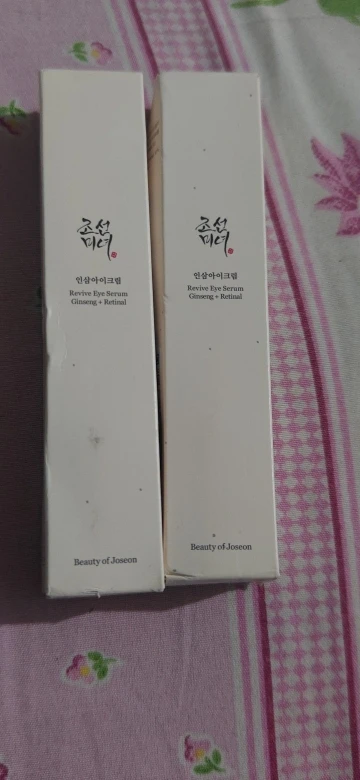 조선
미녀
인삼아이크림
Revive Eye Serum
Ginseng + Retinal
Beauty of Joseon
조선
미녀
인삼아이크림
Revive Eye Serum
Ginseng + Retinal
Beauty of Joseon